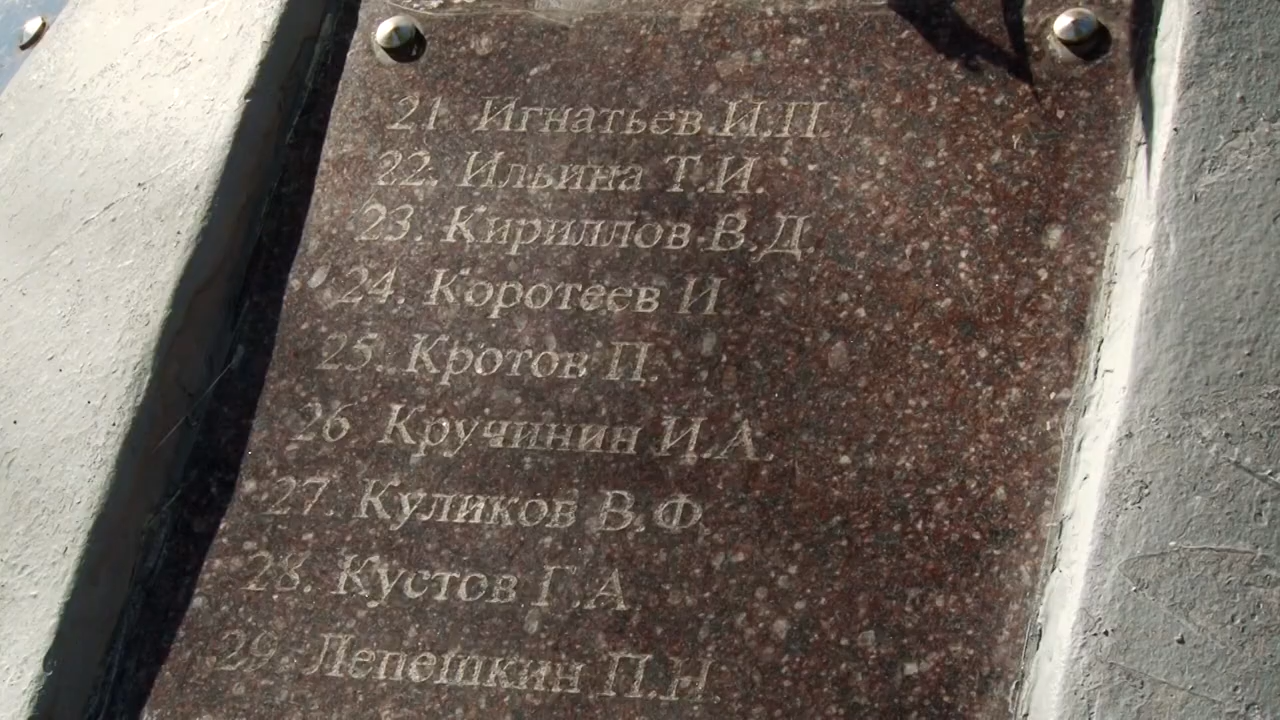 21 Игнатьев И.П.
22. Ильина Т.И.
23. Кириллов В.Д.
24. Коротеев И
25. Кротов П.
26 Кручинин И.А.
27. Куликов В.Ф.
28. Кустов Г.А
29. Лепешкин П.Н.